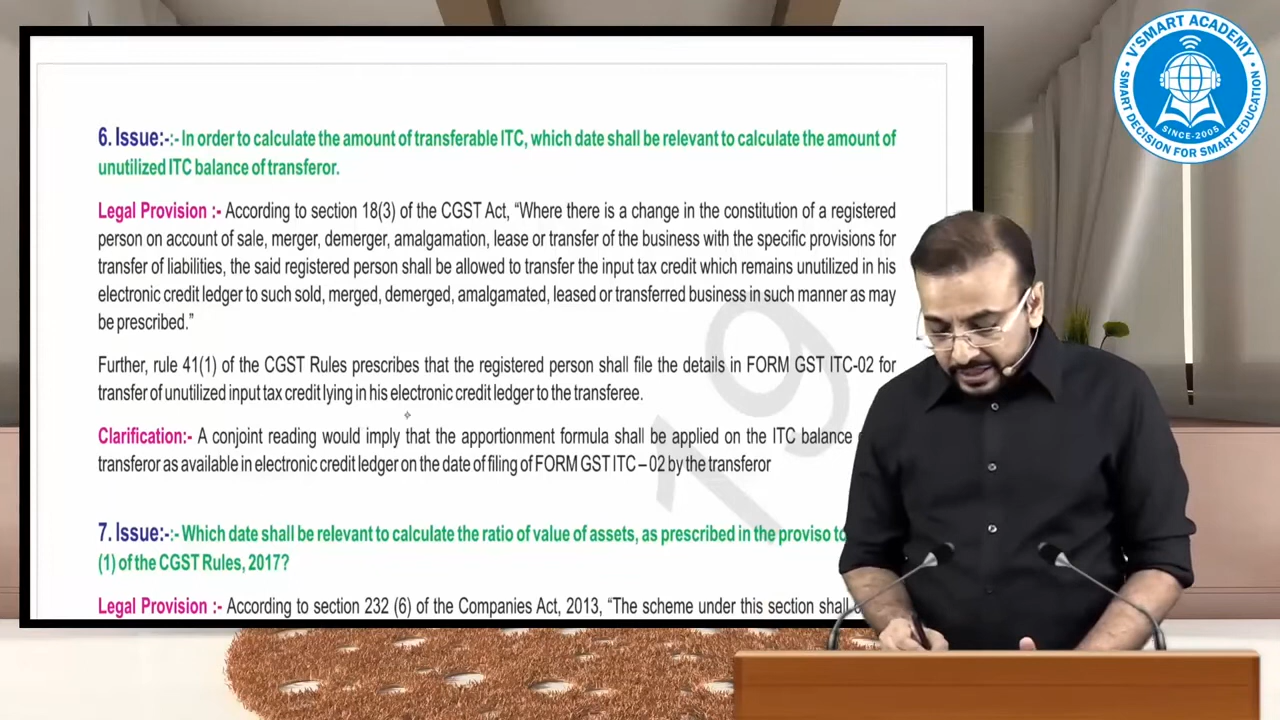 6. Issue:-:- In order to calculate the amount of transferable ITC, which date shall be relevant to calculate the amount of
unutilized ITC balance of transferor.
Legal Provision :- According to section 18(3) of the CGST Act, “Where there is a change in the constitution of a registered
person on account of sale, merger, demerger, amalgamation, lease or transfer of the business with the specific provisions for
transfer of liabilities, the said registered person shall be allowed to transfer the input tax credit which remains unutilized in his
electronic credit ledger to such sold, merged, demerged, amalgamated, leased or transferred business in such manner as may
be prescribed.”
Further, rule 41(1) of the CGST Rules prescribes that the registered person shall file the details in FORM GST ITC-02 for
transfer of unutilized input tax credit lying in his electronic credit ledger to the transferee.
Clarification:- A conjoint reading would imply that the apportionment formula shall be applied on the ITC balance
transferor as available in electronic credit ledger on the date of filing of FORM GST ITC – 02 by the transferor
7. Issue:-:- Which date shall be relevant to calculate the ratio of value of assets, as prescribed in the proviso to
(1) of the CGST Rules, 2017?
Legal Provision :- According to section 232 (6) of the Companies Act, 2013, “The scheme under this section shall
19
V'SMART ACADEMY
SINCE-2005
SMART DECISION FOR SMART EDUCATION